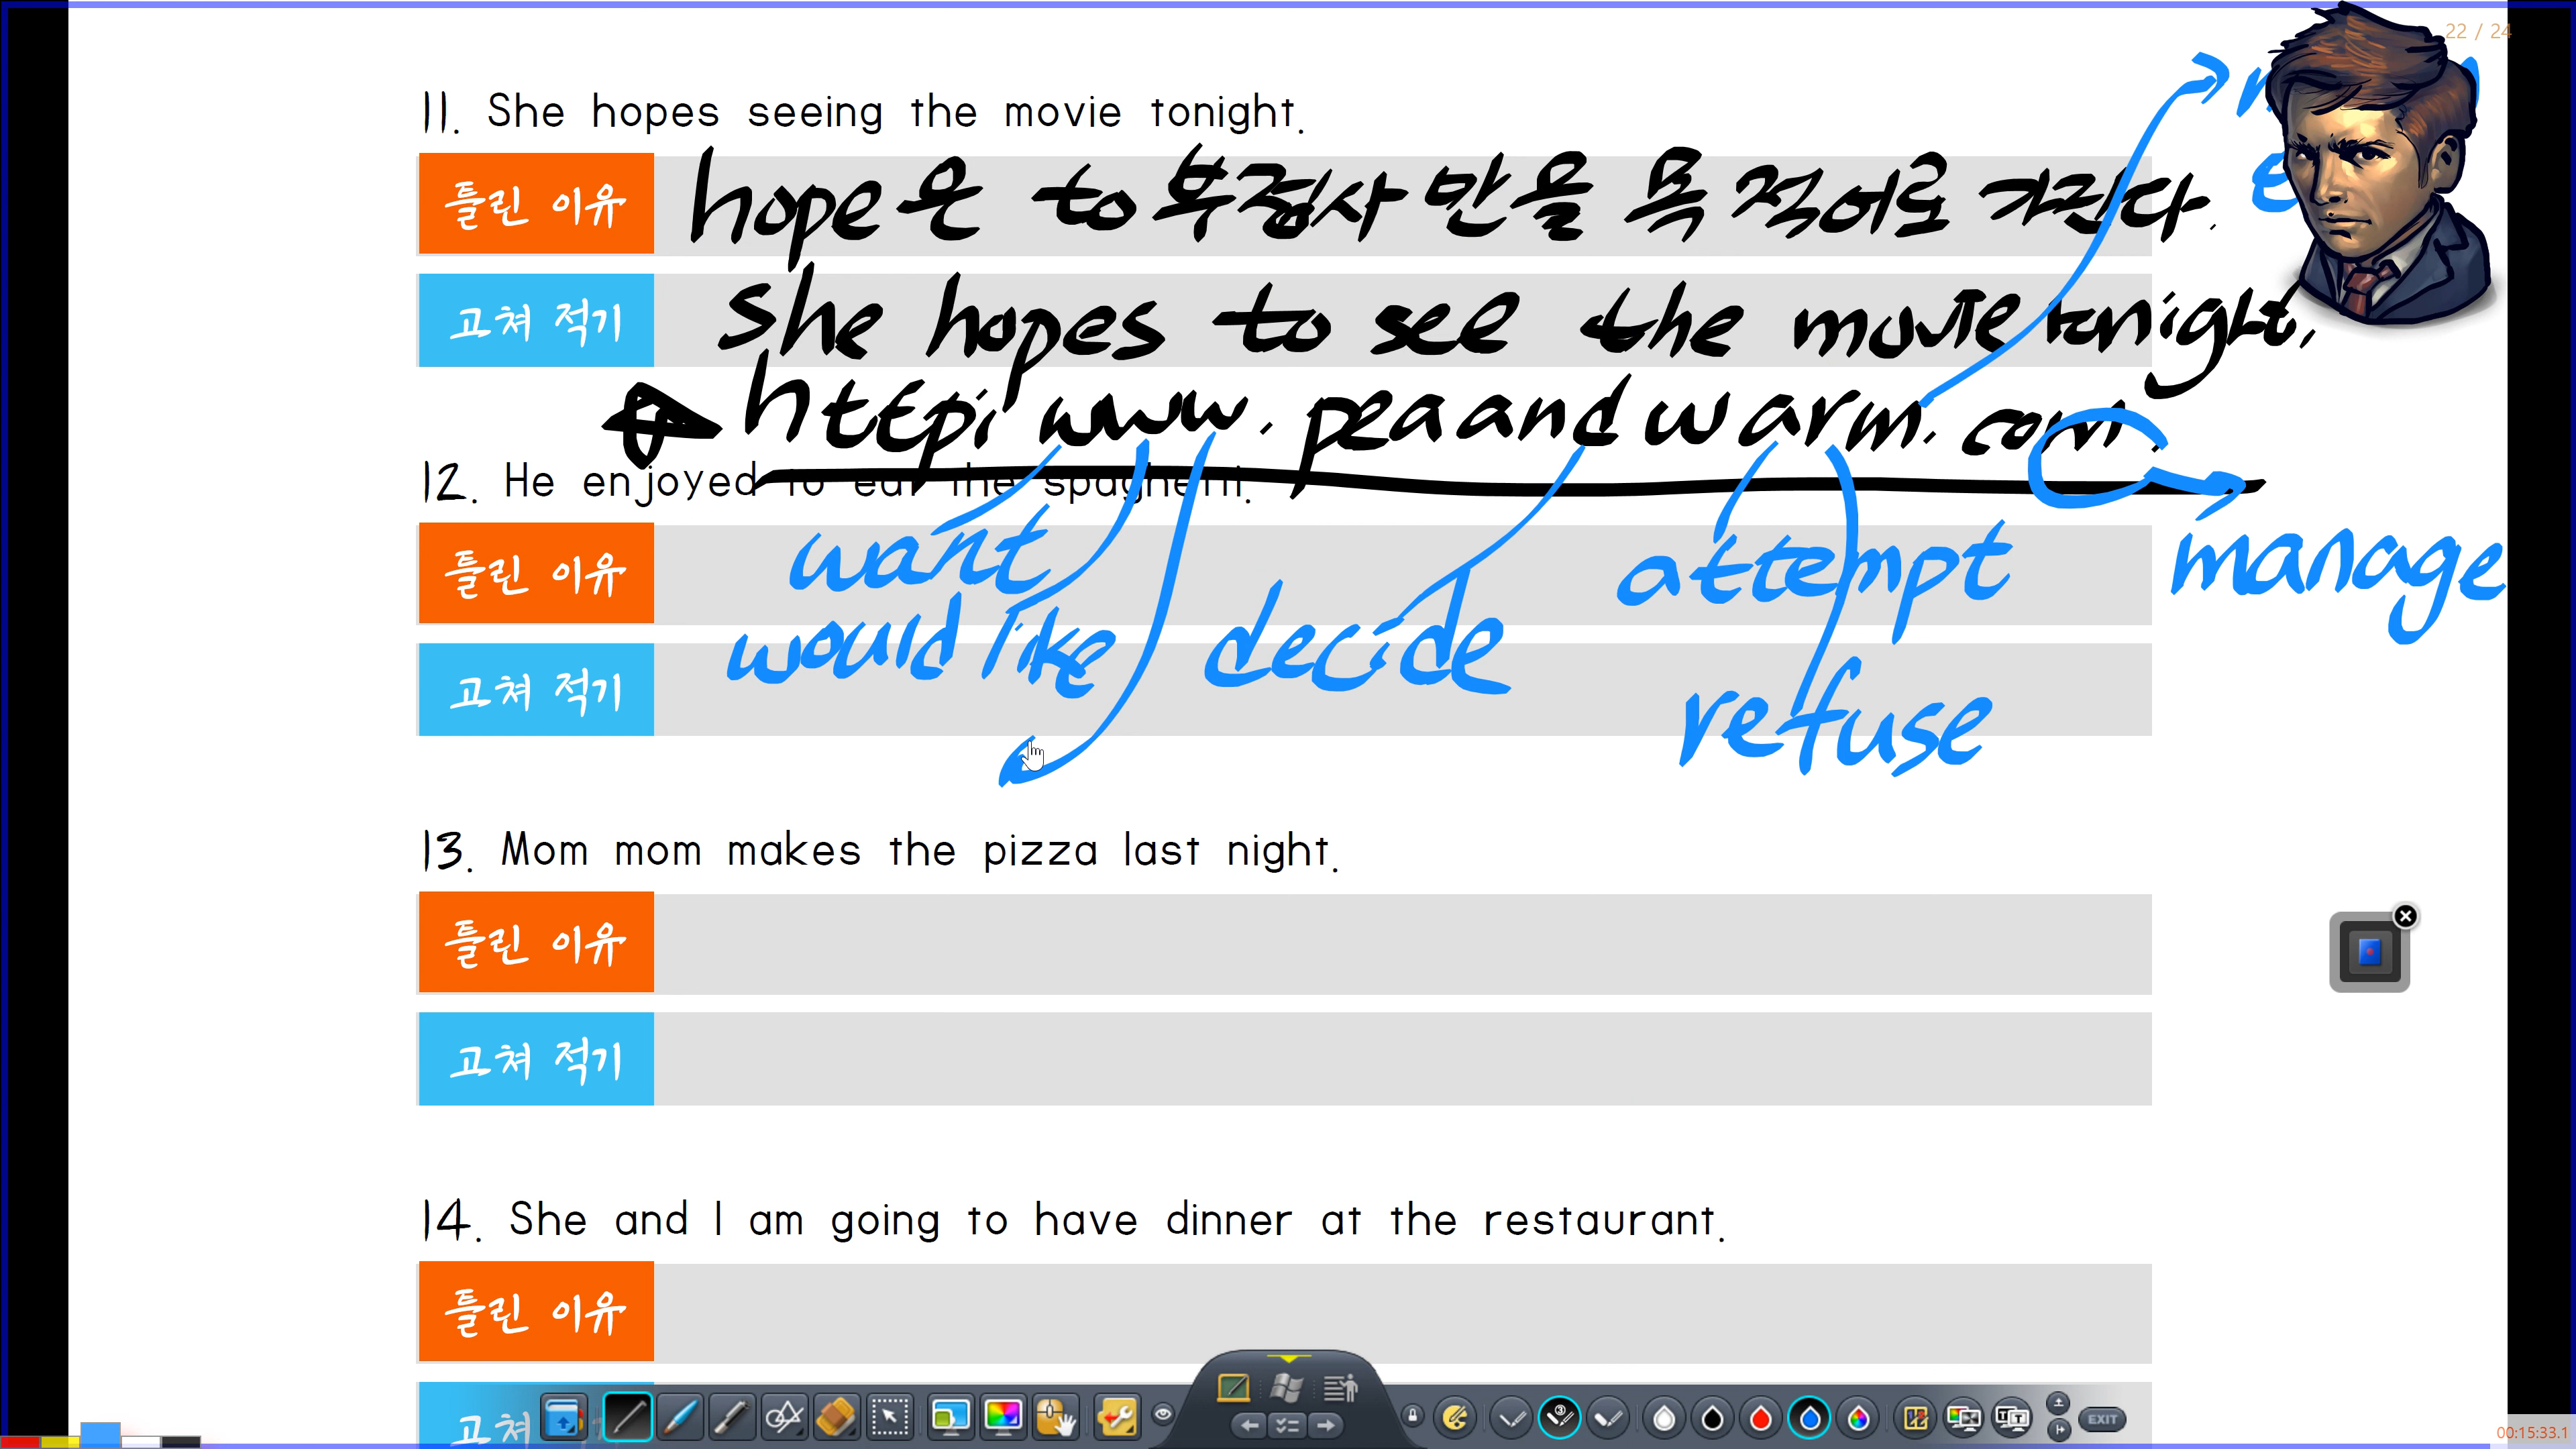 22 / 24
11. She hopes seeing the movie tonight.
틀린 이유 hope은 to부정사 만을 목적어로 가진다.
고쳐 적기 she hopes to see the movie tonight.
http: www. peaandwarm. com.
12. He enjoyed to eat the spaghetti.
틀린 이유 want attempt manage
고쳐 적기 would like decide
refuse
13. Mom mom makes the pizza last night.
틀린 이유
고쳐 적기
14. She and I am going to have dinner at the restaurant.
틀린 이유
고쳐
EXIT
00:15:33.1